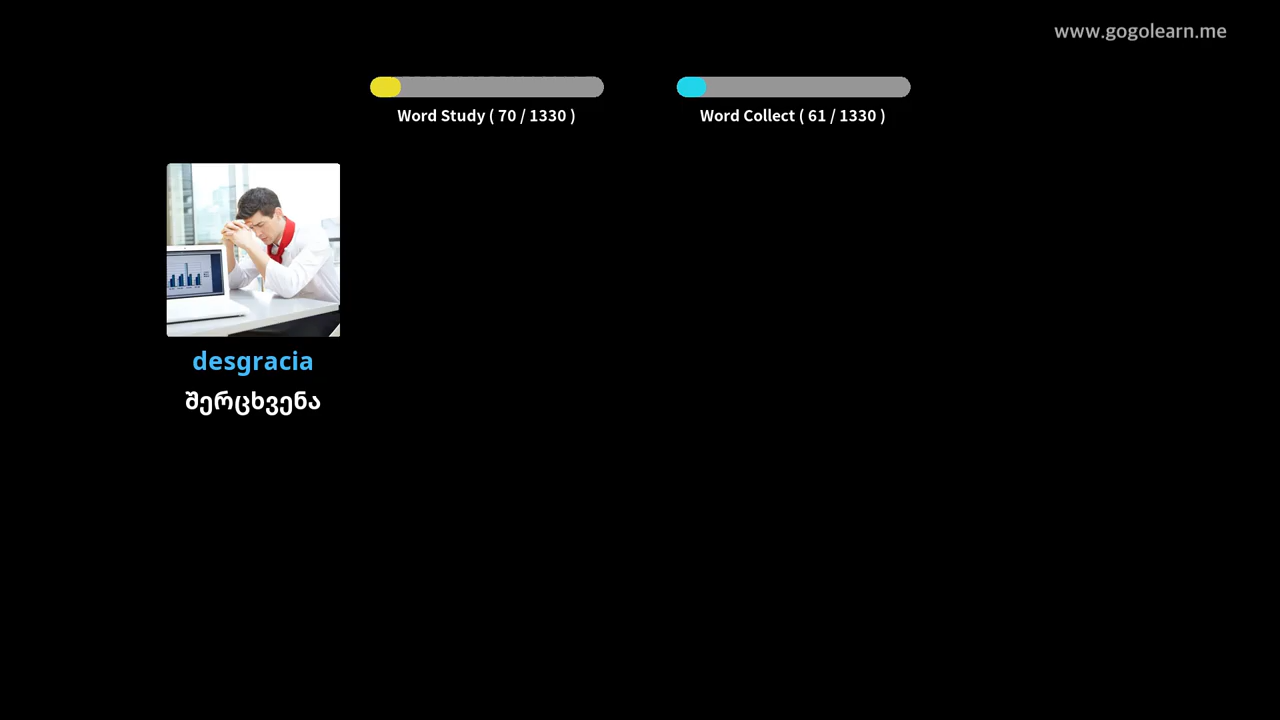 www.gogolearn.me
Word Study ( 70 / 1330 )
Word Collect ( 61 / 1330 )
desgracia
შერცხვენა